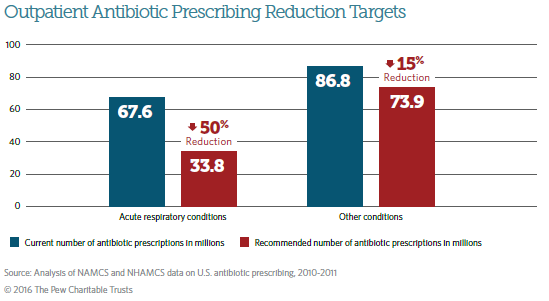 Outpatient Antibiotic Prescribing Reduction Targets
100
80
60
40
20
0
67.6
50%
Reduction
33.8
86.8
15%
Reduction
73.9
Acute respiratory conditions
Other conditions
Current number of antibiotic prescriptions in millions
Recommended number of antibiotic prescriptions in millions
Source: Analysis of NAMCS and NHAMCS data on U.S. antibiotic prescribing, 2010-2011
© 2016 The Pew Charitable Trusts